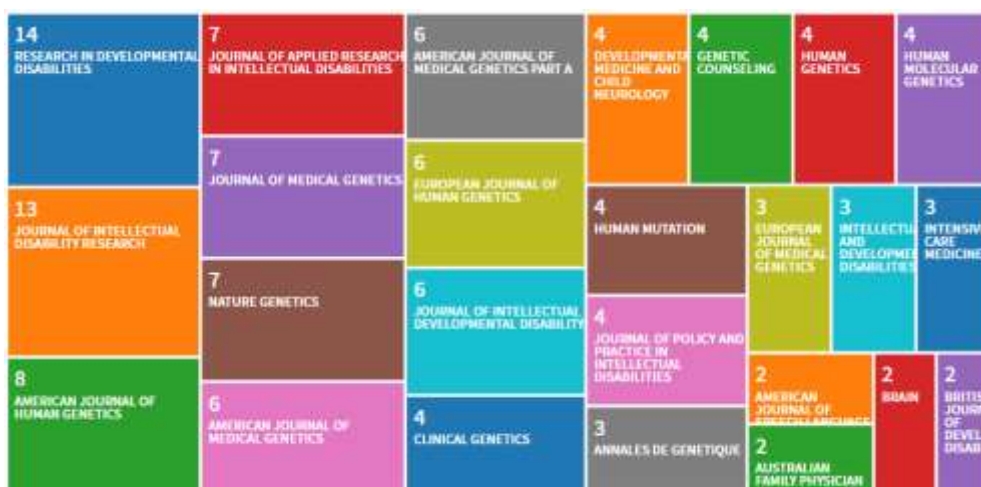 14
RESEARCH IN DEVELOPMENTAL
DISABILITIES
13
JOURNAL OF INTELLECTUAL
DISABILITY RESEARCH
8
AMERICAN JOURNAL OF
HUMAN GENETICS
7
JOURNAL OF APPLIED RESEARCH
IN INTELLECTUAL DISABILITIES
7
JOURNAL OF MEDICAL GENETICS
7
NATURE GENETICS
6
AMERICAN JOURNAL OF
MEDICAL GENETICS
6
AMERICAN JOURNAL OF
MEDICAL GENETICS PART A
6
EUROPEAN JOURNAL OF
HUMAN GENETICS
6
JOURNAL OF INTELLECTUAL
DEVELOPMENTAL DISABILITY
4
CLINICAL GENETICS
4
DEVELOPMENTA
MEDICINE AND
CHILD
NEUROLOGY
4
GENETIC
COUNSELING
4
HUMAN
GENETICS
4
HUMAN
MOLECULAR
GENETICS
4
HUMAN MUTATION
4
JOURNAL OF POLICY AND
PRACTICE IN
INTELLECTUAL
DISABILITIES
3
ANNALES DE GENETIQUE
3
EUROPEAN
JOURNAL
OF MEDICAL
GENETICS
3
INTELLECTU
AND
DEVELOPME
DISABILITIES
3
INTENSIV
CARE
MEDICINE
2
AMERICAN
JOURNAL OF
2
AUSTRALIAN
FAMILY PHYSICIAN
2
BRAIN
2
BRITIS
JOURN
OF
DEVEL
DISABI